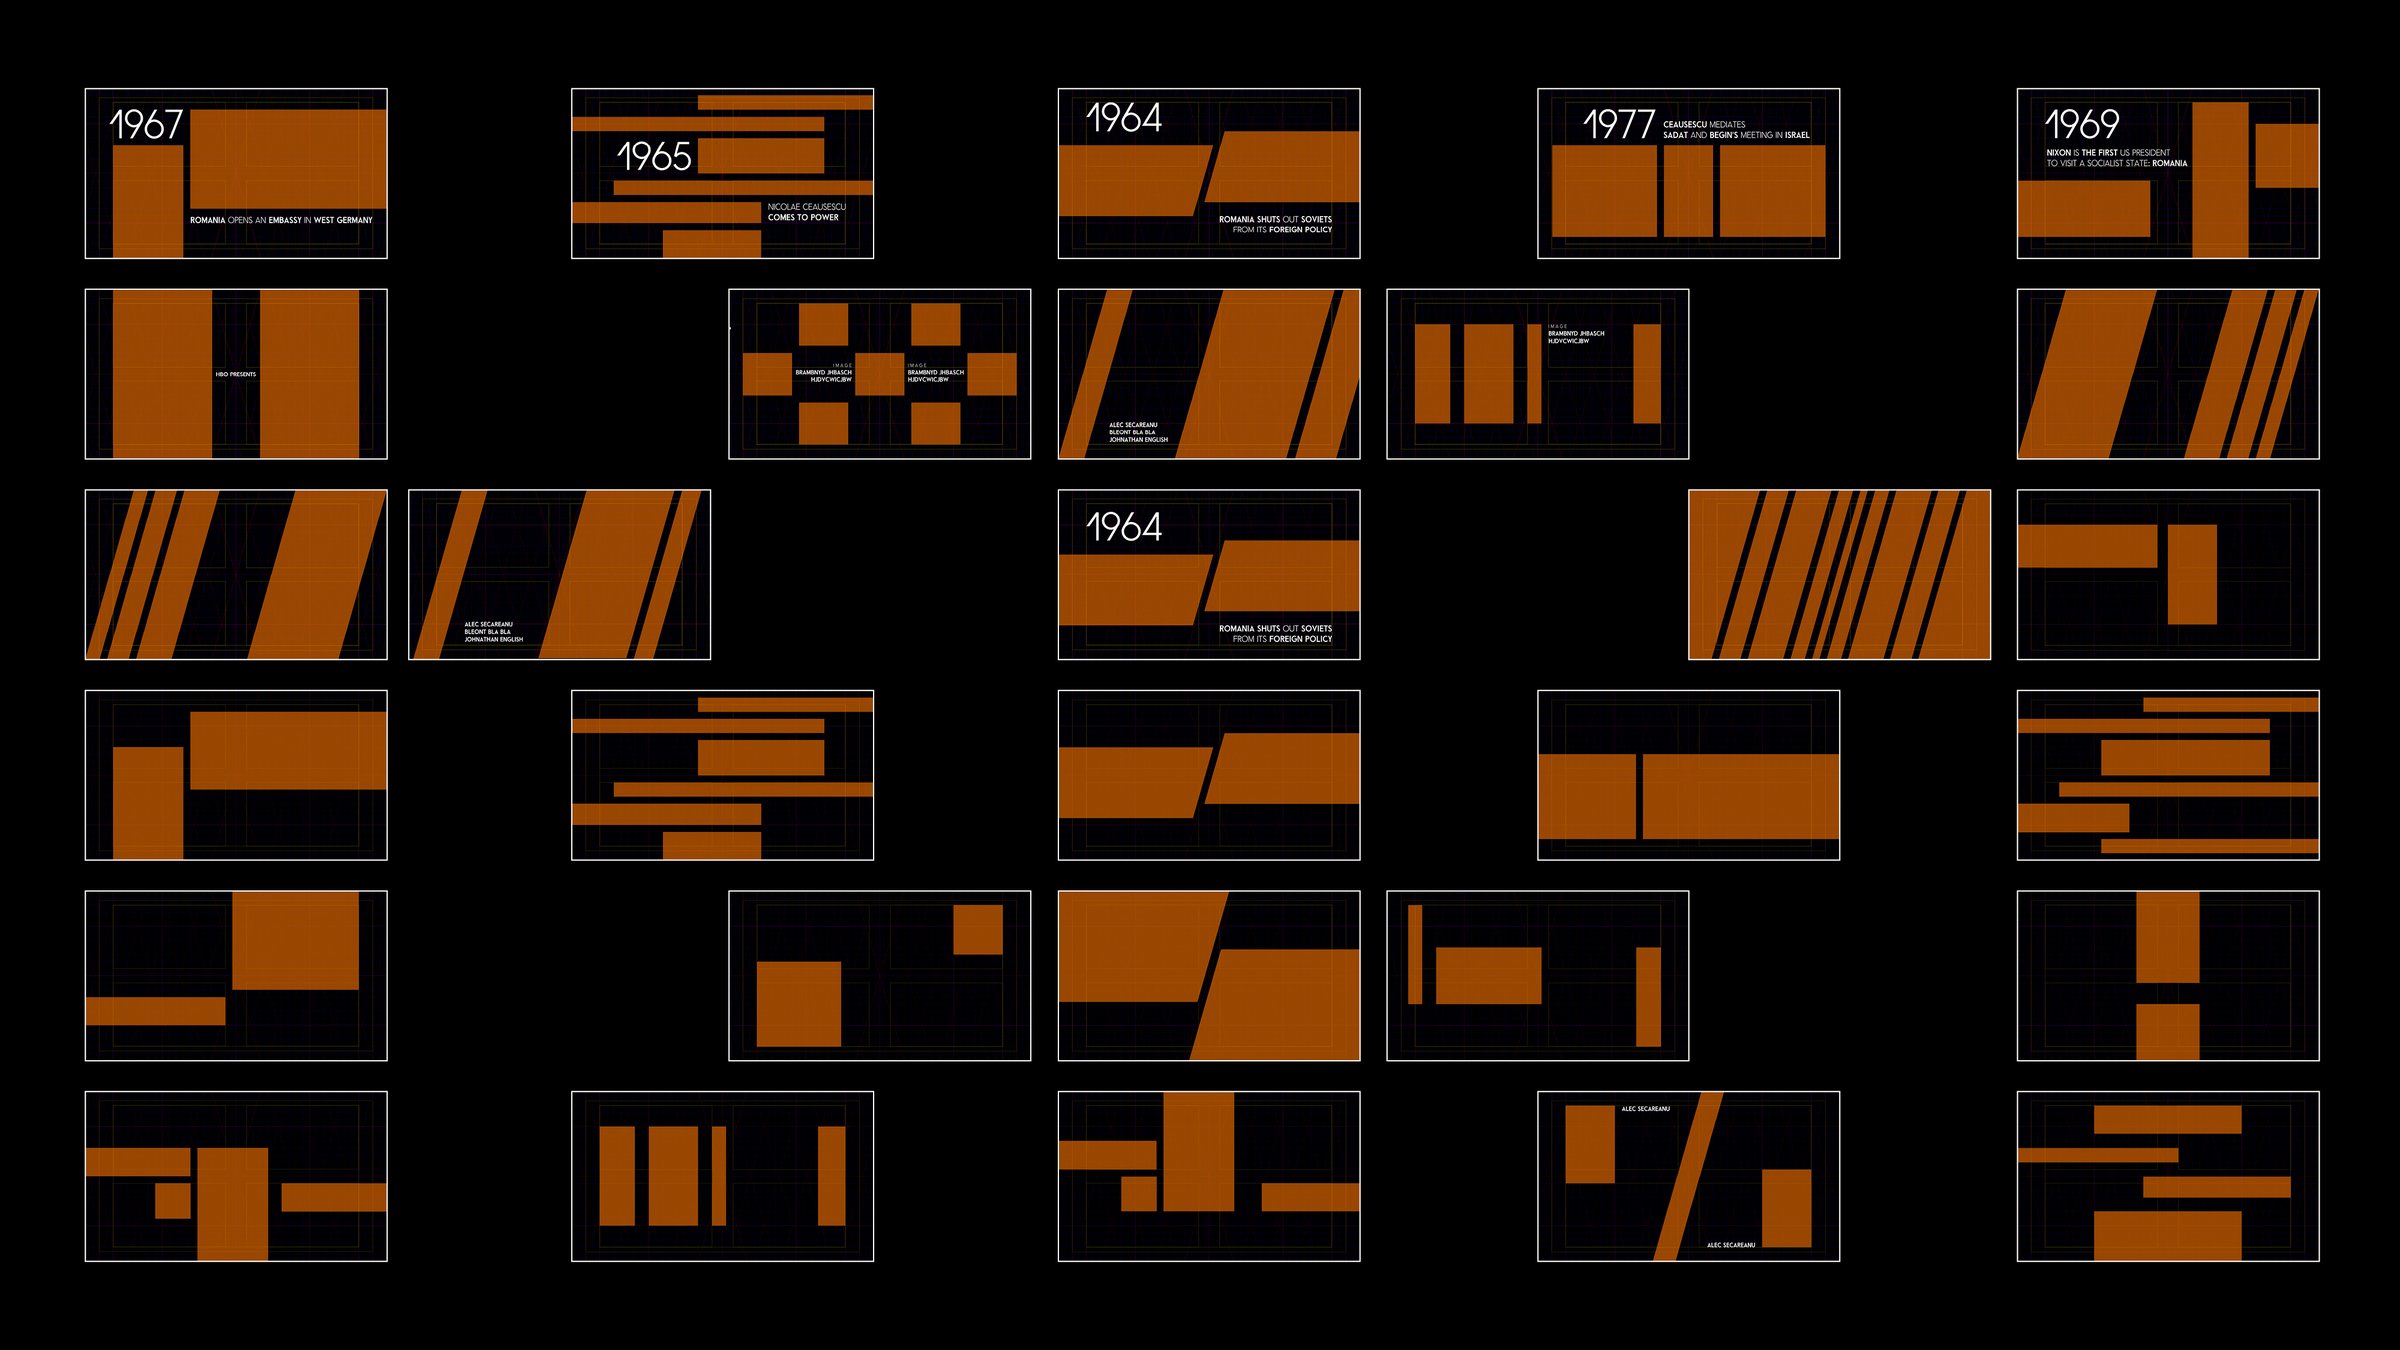 1967
ROMANIA OPENS AN EMBASSY IN WEST GERMANY
1965
NICOLAE CEAUSESCU
COMES TO POWER
1964
ROMANIA SHUTS OUT SOVIETS
FROM ITS FOREIGN POLICY
1977
CEAUSESCU MEDIATES
SADAT AND BEGIN'S MEETING IN ISRAEL
1969
NIXON IS THE FIRST US PRESIDENT
TO VISIT A SOCIALIST STATE: ROMANIA
HBO PRESENTS
IMAGE
BRAMBNYD JHBASCH
HJDVCWICJBW
IMAGE
BRAMBNYD JHBASCH
HJDVCWICJBW
ALEC SECAREANU
BLEONT BLA BLA
JOHNATHAN ENGLISH
IMAGE
BRAMBNYD JHBASCH
HJDVCWICJBW
ALEC SECAREANU
BLEONT BLA BLA
JOHNATHAN ENGLISH
1964
ROMANIA SHUTS OUT SOVIETS
FROM ITS FOREIGN POLICY
ALEC SECAREANU
ALEC SECAREANU